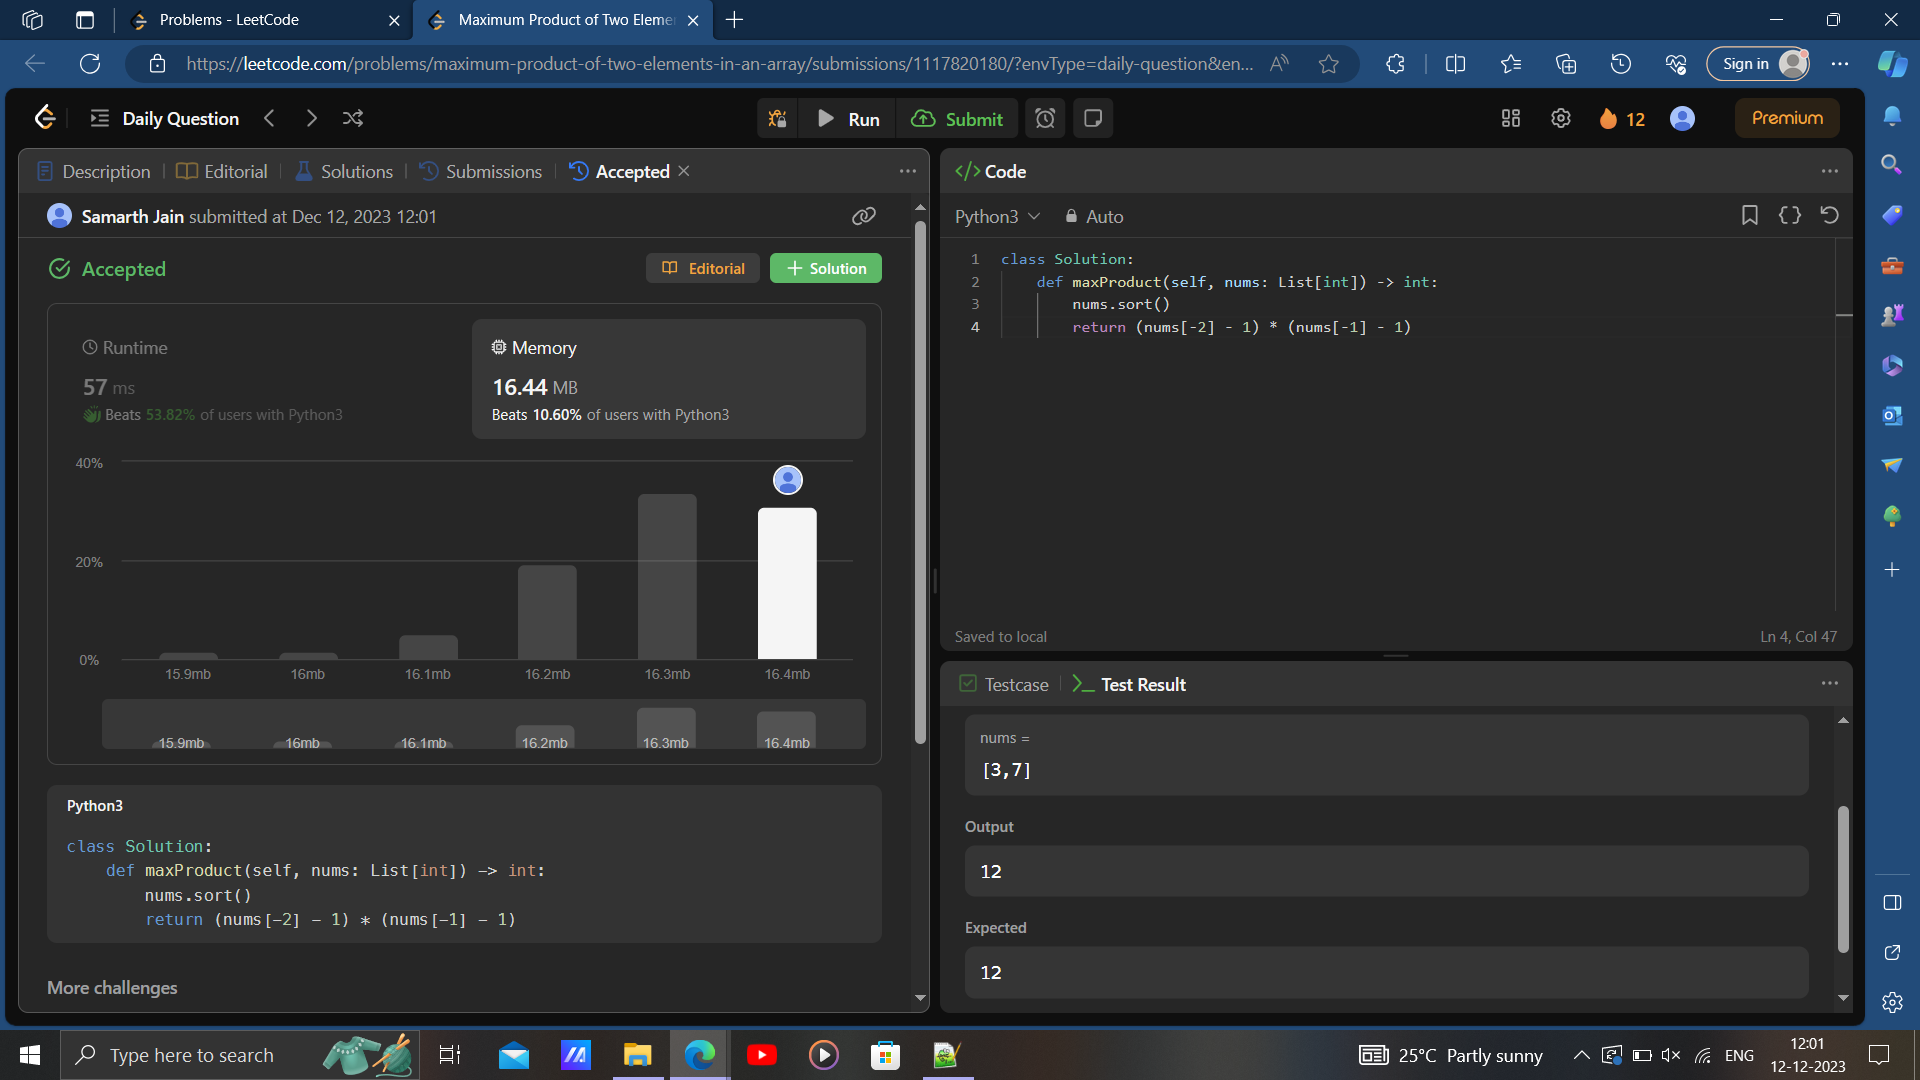 Problems - LeetCode
Maximum Product of Two Eleme
https://leetcode.com/problems/maximum-product-of-two-elements-in-an-array/submissions/1117820180/?envType=daily-question&en...
Sign in
Daily Question
Run
Submit
12
Premium
Description
Editorial
Solutions
Submissions
Accepted
Samarth Jain submitted at Dec 12, 2023 12:01
Accepted
Editorial
Solution
Runtime
57 ms
Beats 53.82% of users with Python3
Memory
16.44 MB
Beats 10.60% of users with Python3
40%
20%
0%
15.9mb 16mb 16.1mb 16.2mb 16.3mb 16.4mb
15.9mb 16mb 16.1mb 16.2mb 16.3mb 16.4mb
Python3
class Solution:
    def maxProduct(self, nums: List[int]) -> int:
        nums.sort()
        return (nums[-2] - 1) * (nums[-1] - 1)
More challenges
</> Code
Python3
Auto
1 class Solution:
2     def maxProduct(self, nums: List[int]) -> int:
3         nums.sort()
4         return (nums[-2] - 1) * (nums[-1] - 1)
Saved to local
Ln 4, Col 47
Testcase
Test Result
nums =
[3,7]
Output
12
Expected
12
Type here to search
25°C Partly sunny
ENG
12:01
12-12-2023